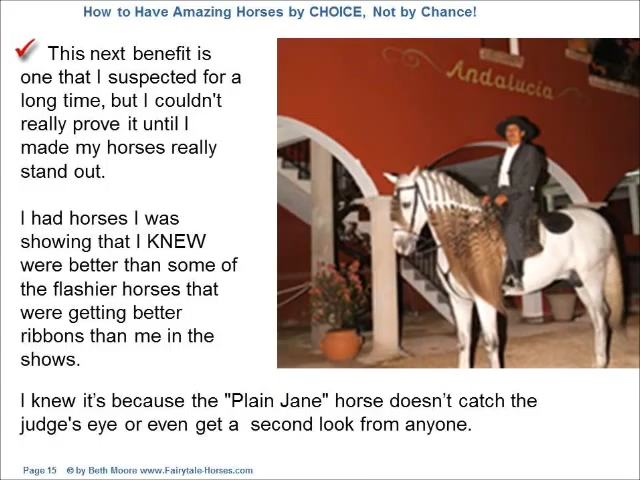 How to Have Amazing Horses by CHOICE, Not by Chance!
This next benefit is
one that I suspected for a
long time, but I couldn't
really prove it until I
made my horses really
stand out.
I had horses I was
showing that I KNEW
were better than some of
the flashier horses that
were getting better
ribbons than me in the
shows.
Andalucia
I knew it's because the "Plain Jane" horse doesn't catch the
judge's eye or even get a second look from anyone.
Page 15 © by Beth Moore www.Fairytale-Horses.com